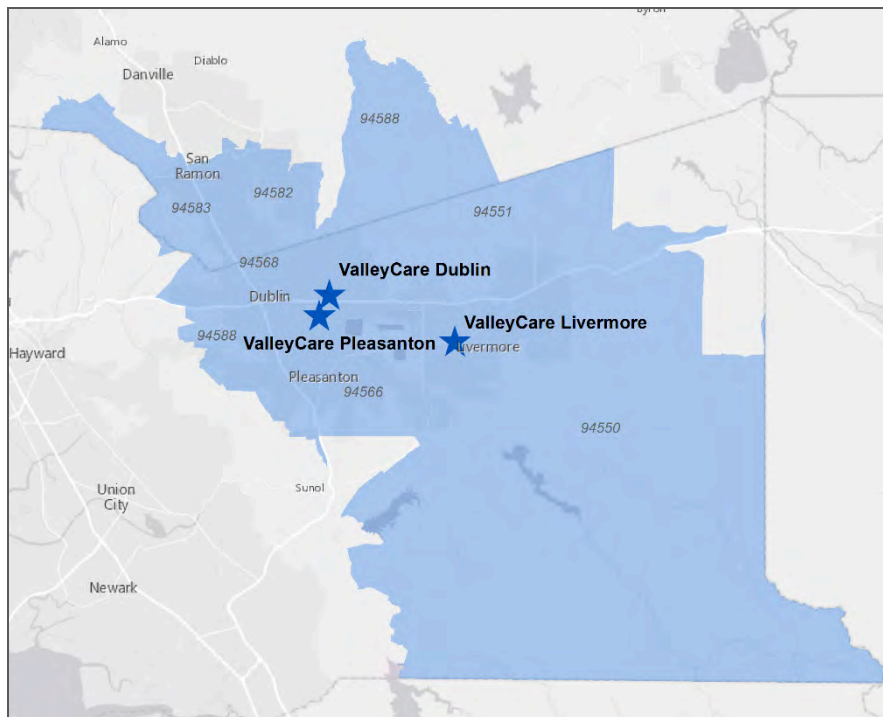 Byron
Alamo
Diablo
Danville
94588
San
Ramon
94582
94583
94551
94568
ValleyCare Dublin
Dublin
ValleyCare Livermore
94588
ValleyCare Pleasanton
Livermore
Hayward
Pleasanton
94566
94550
Sunol
Union
City
Newark